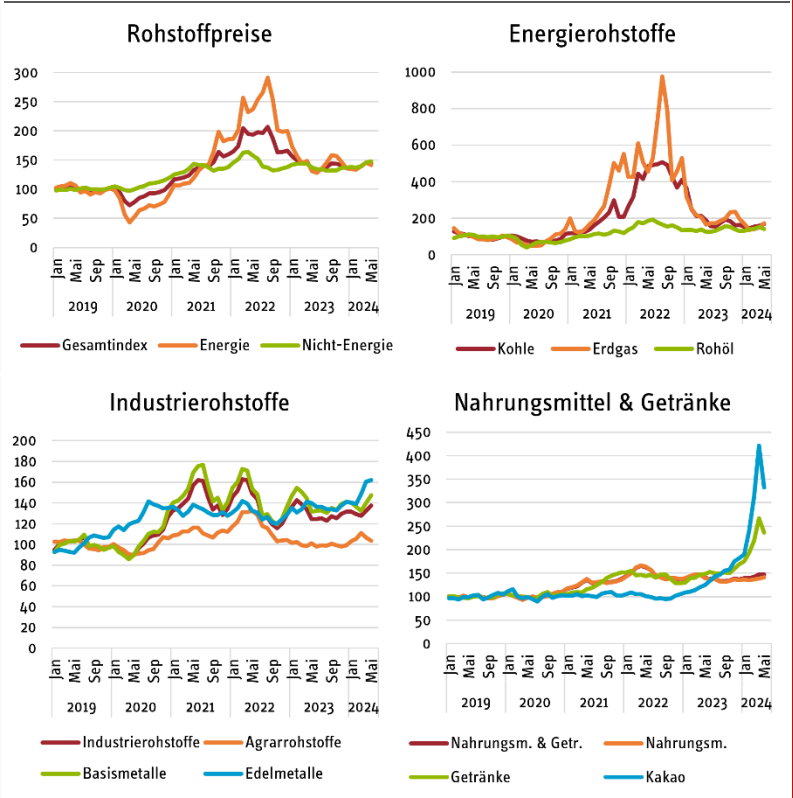 Rohstoffpreise
300
250
200
150
100
50
0
Jan Mai Sep Jan Mai Sep Jan Mai Sep Jan Mai Sep Jan Mai Sep Jan Mai
2019 2020 2021 2022 2023 2024
Gesamtindex Energie Nicht-Energie
Energierohstoffe
1000
800
600
400
200
0
Jan Mai Sep Jan Mai Sep Jan Mai Sep Jan Mai Sep Jan Mai Sep Jan Mai
2019 2020 2021 2022 2023 2024
Kohle Erdgas Rohöl
Industrierohstoffe
200
180
160
140
120
100
80
60
40
20
0
Jan Mai Sep Jan Mai Sep Jan Mai Sep Jan Mai Sep Jan Mai Sep Jan Mai
2019 2020 2021 2022 2023 2024
Industrierohstoffe Agrarrohstoffe
Basismetalle Edelmetalle
Nahrungsmittel & Getränke
450
400
350
300
250
200
150
100
50
0
Jan Mai Sep Jan Mai Sep Jan Mai Sep Jan Mai Sep Jan Mai Sep Jan Mai
2019 2020 2021 2022 2023 2024
Nahrungsm. & Getr. Nahrungsm.
Getränke Kakao